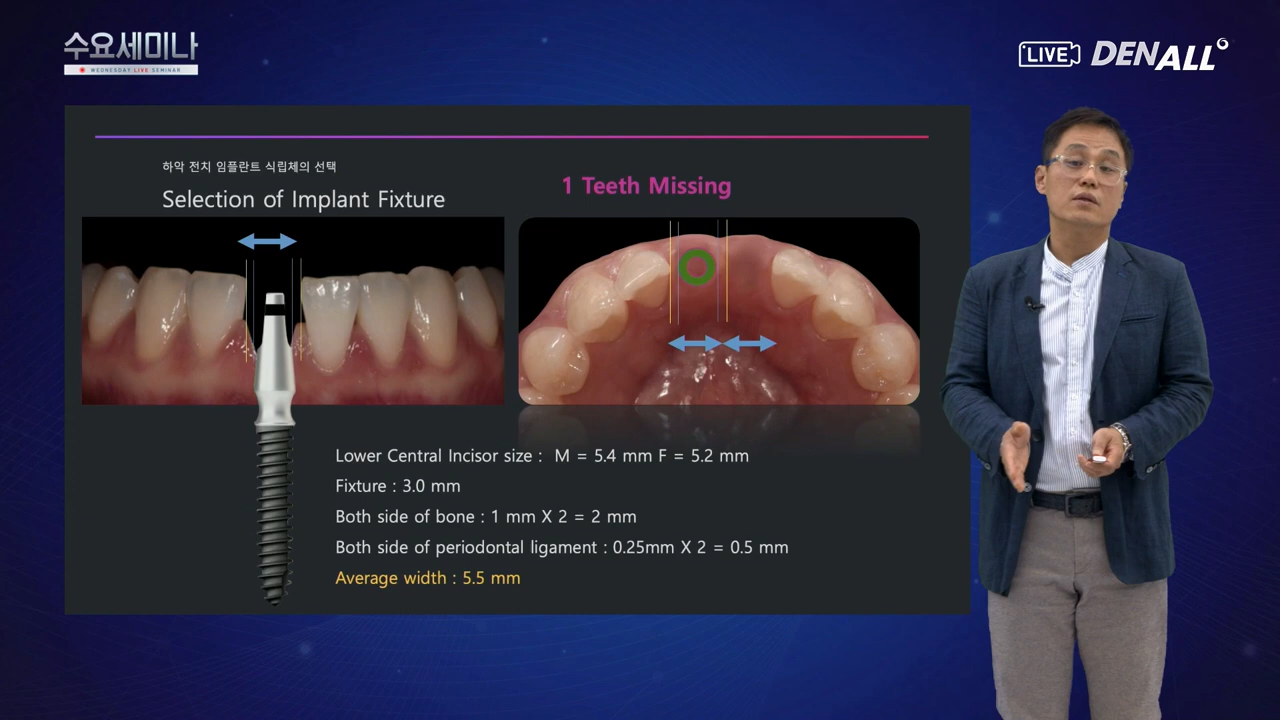 수요세미나
WEDNESDAY LIVE SEMINAR
LIVE DENALL
하악 전치 임플란트 식립체의 선택
Selection of Implant Fixture
1 Teeth Missing
Lower Central Incisor size : M = 5.4 mm F = 5.2 mm
Fixture : 3.0 mm
Both side of bone : 1 mm X 2 = 2 mm
Both side of periodontal ligament : 0.25mm X 2 = 0.5 mm
Average width : 5.5 mm